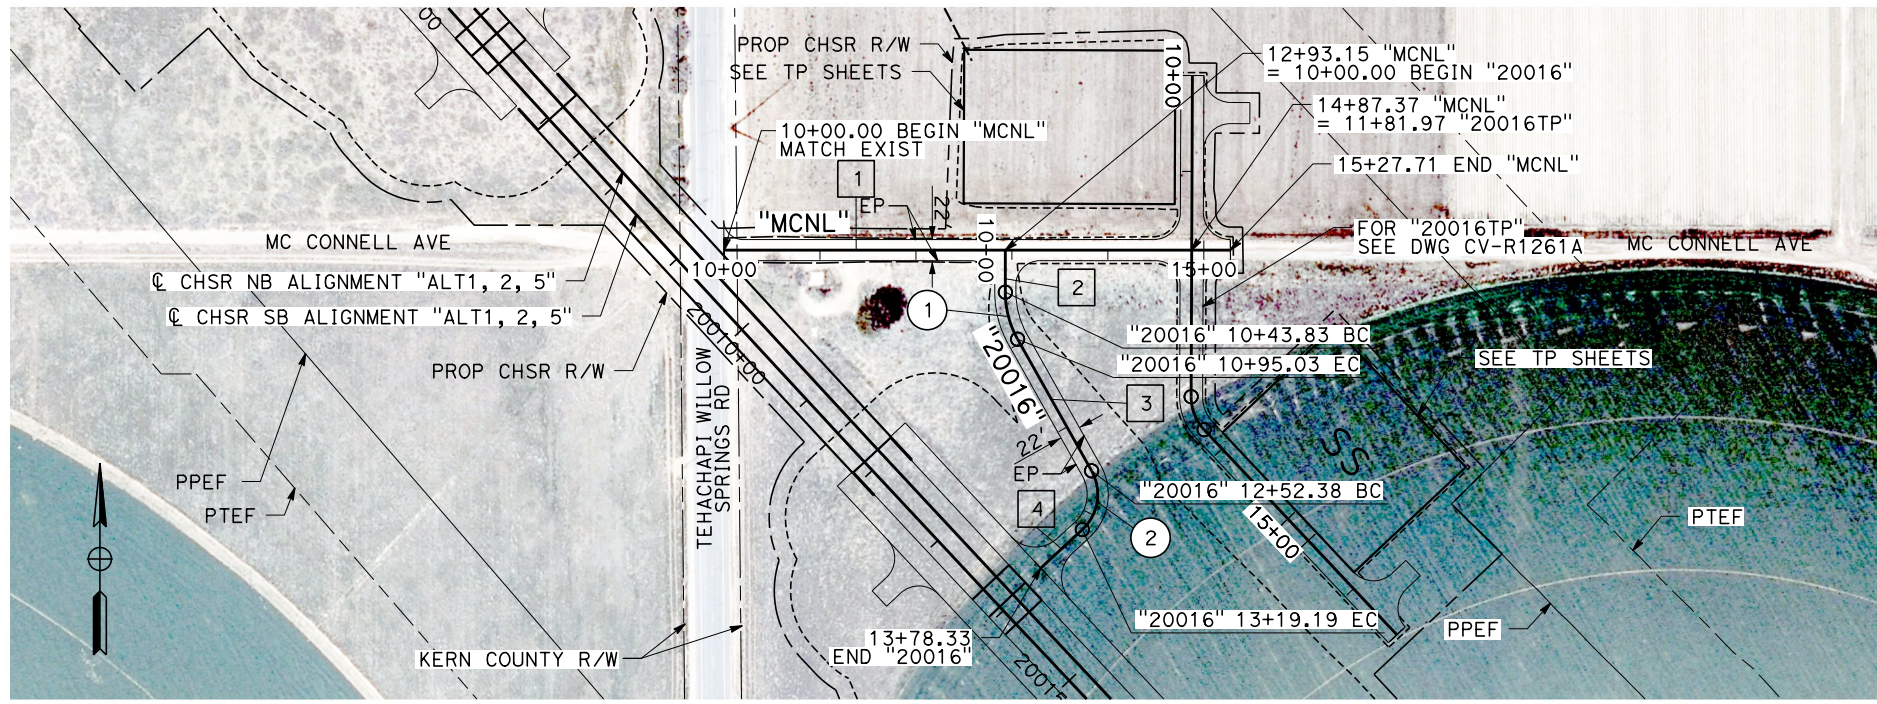 00
PROP CHSR R/W
SEE TP SHEETS
10+00
12+93.15 "MCNL"
= 10+00.00 BEGIN "20016"
14+87.37 "MCNL"
= 11+81.97 "20016TP"
10+00.00 BEGIN "MCNL"
MATCH EXIST
15+27.71 END "MCNL"
1
EP
22
"MCNL"
10+00
FOR "20016TP"
SEE DWG CV-R1261A
MC CONNELL AVE
MC CONNELL AVE
10+00
15+00
℄ CHSR NB ALIGNMENT "ALT1, 2, 5"
℄ CHSR SB ALIGNMENT "ALT1, 2, 5"
2
1
20010+00
"20016" 10+43.83 BC
"20016" 10+95.03 EC
SEE TP SHEETS
PROP CHSR R/W
TEHACHAPI WILLOW
SPRINGS RD
"20016"
3
22
EP
SS
PPEF
PTEF
"20016" 12+52.38 BC
4
2
15+00
PTEF
"20016" 13+19.19 EC
PPEF
13+78.33
END "20016"
KERN COUNTY R/W
20015